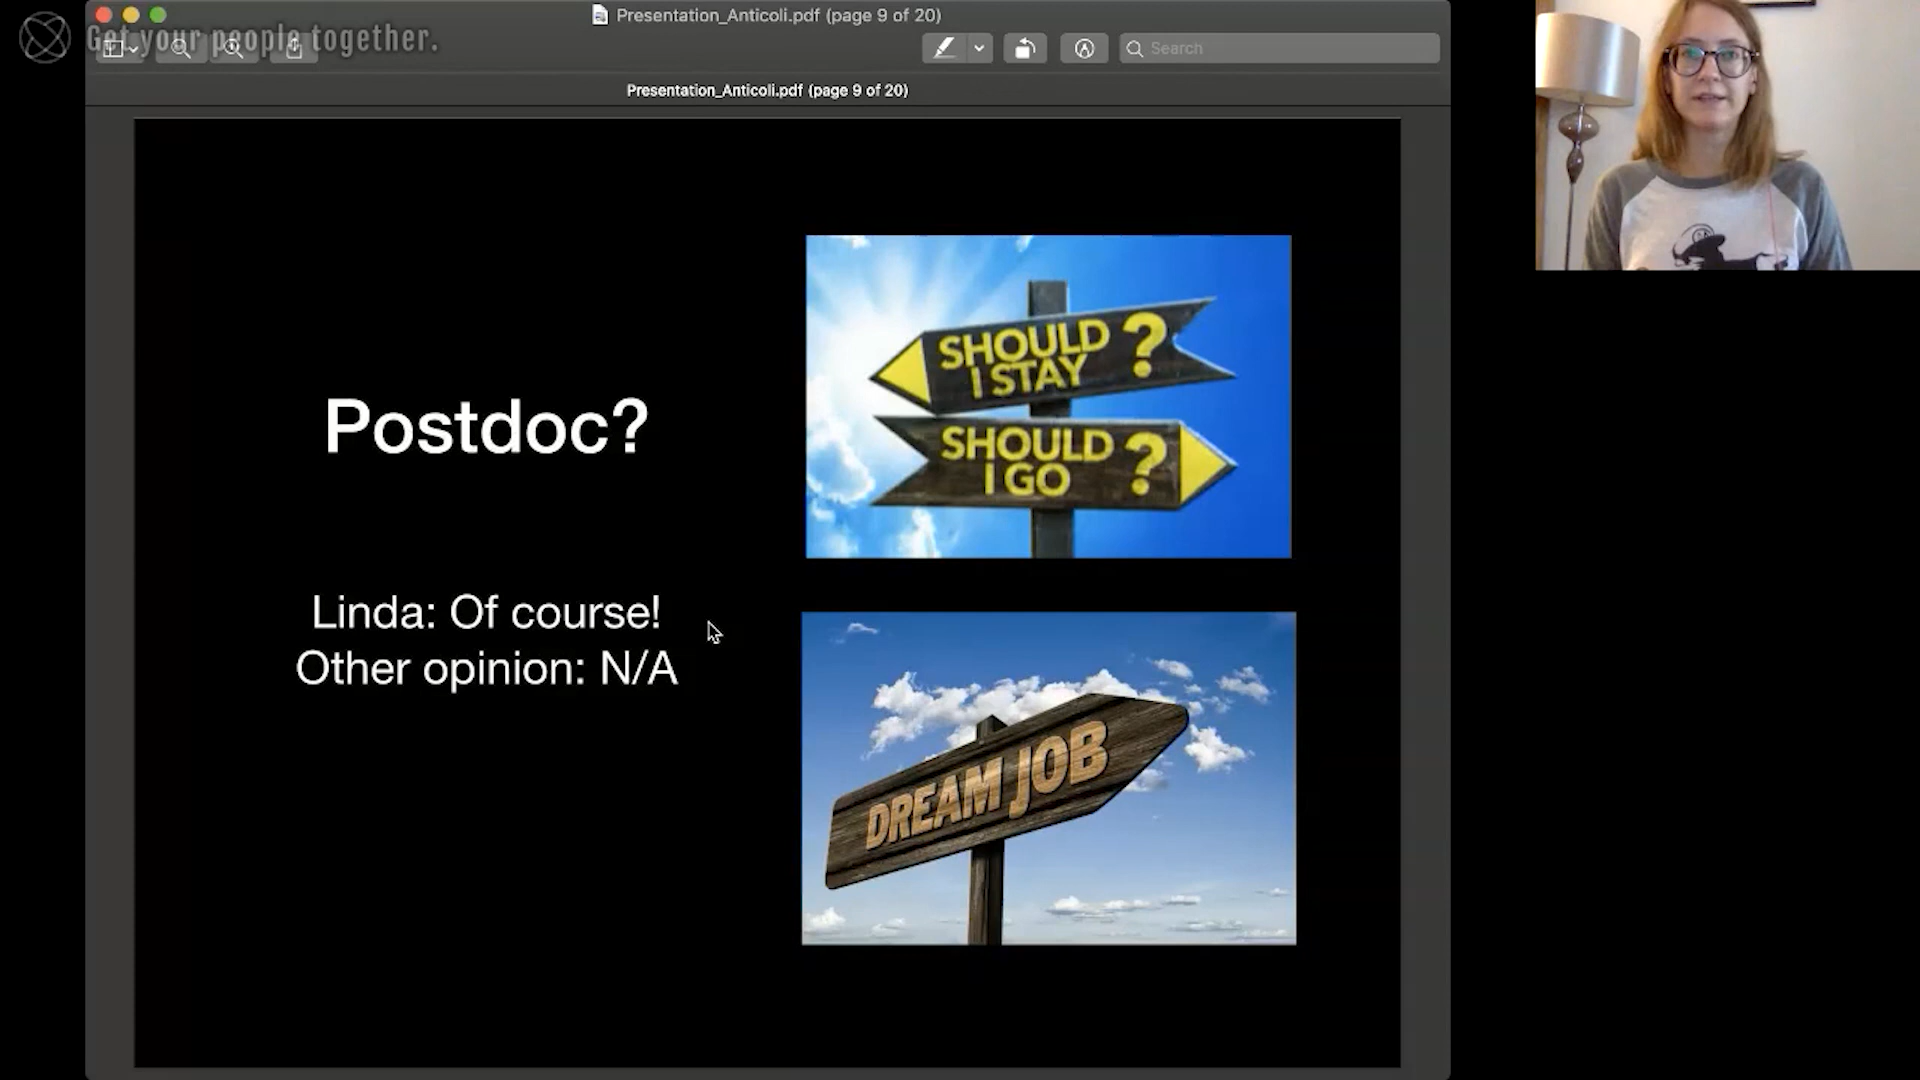 Presentation_Anticoli.pdf (page 9 of 20)
Get your people together.
Search
Presentation_Anticoli.pdf (page 9 of 20)
Postdoc?
Linda: Of course!
Other opinion: N/A
SHOULD
I STAY ?
SHOULD
I GO ?
DREAM JOB